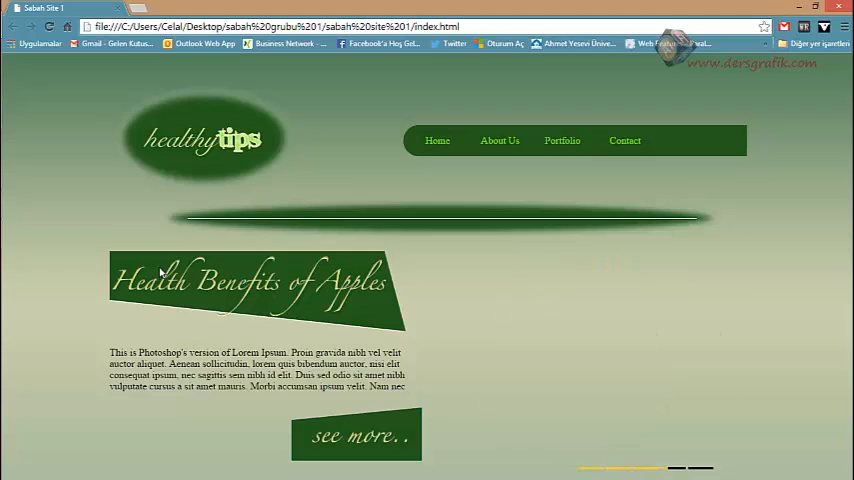 Sabah Site 1
file:///C:/Users/Celal/Desktop/sabah%20grubu%201/sabah%20site%201/index.html
Uygulamalar
Gmail - Gelen Kutus...
Outlook Web App
Business Network - ...
Facebook'a Hoş Gel...
Twitter
Oturum Aç
Ahmet Yesevi Ünive...
Diğer yer işaretleri
www.dersgrafik.com
healthytips
Home
About Us
Portfolio
Contact
Health Benefits of Apples
This is Photoshop's version of Lorem Ipsum. Proin gravida nibh vel velit
auctor aliquet. Aenean sollicitudin, lorem quis bibendum auctor, nisi elit
consequat ipsum, nec sagittis sem nibh id elit. Duis sed odio sit amet nibh
vulputate cursus a sit amet mauris. Morbi accumsan ipsum velit. Nam nec
see more..